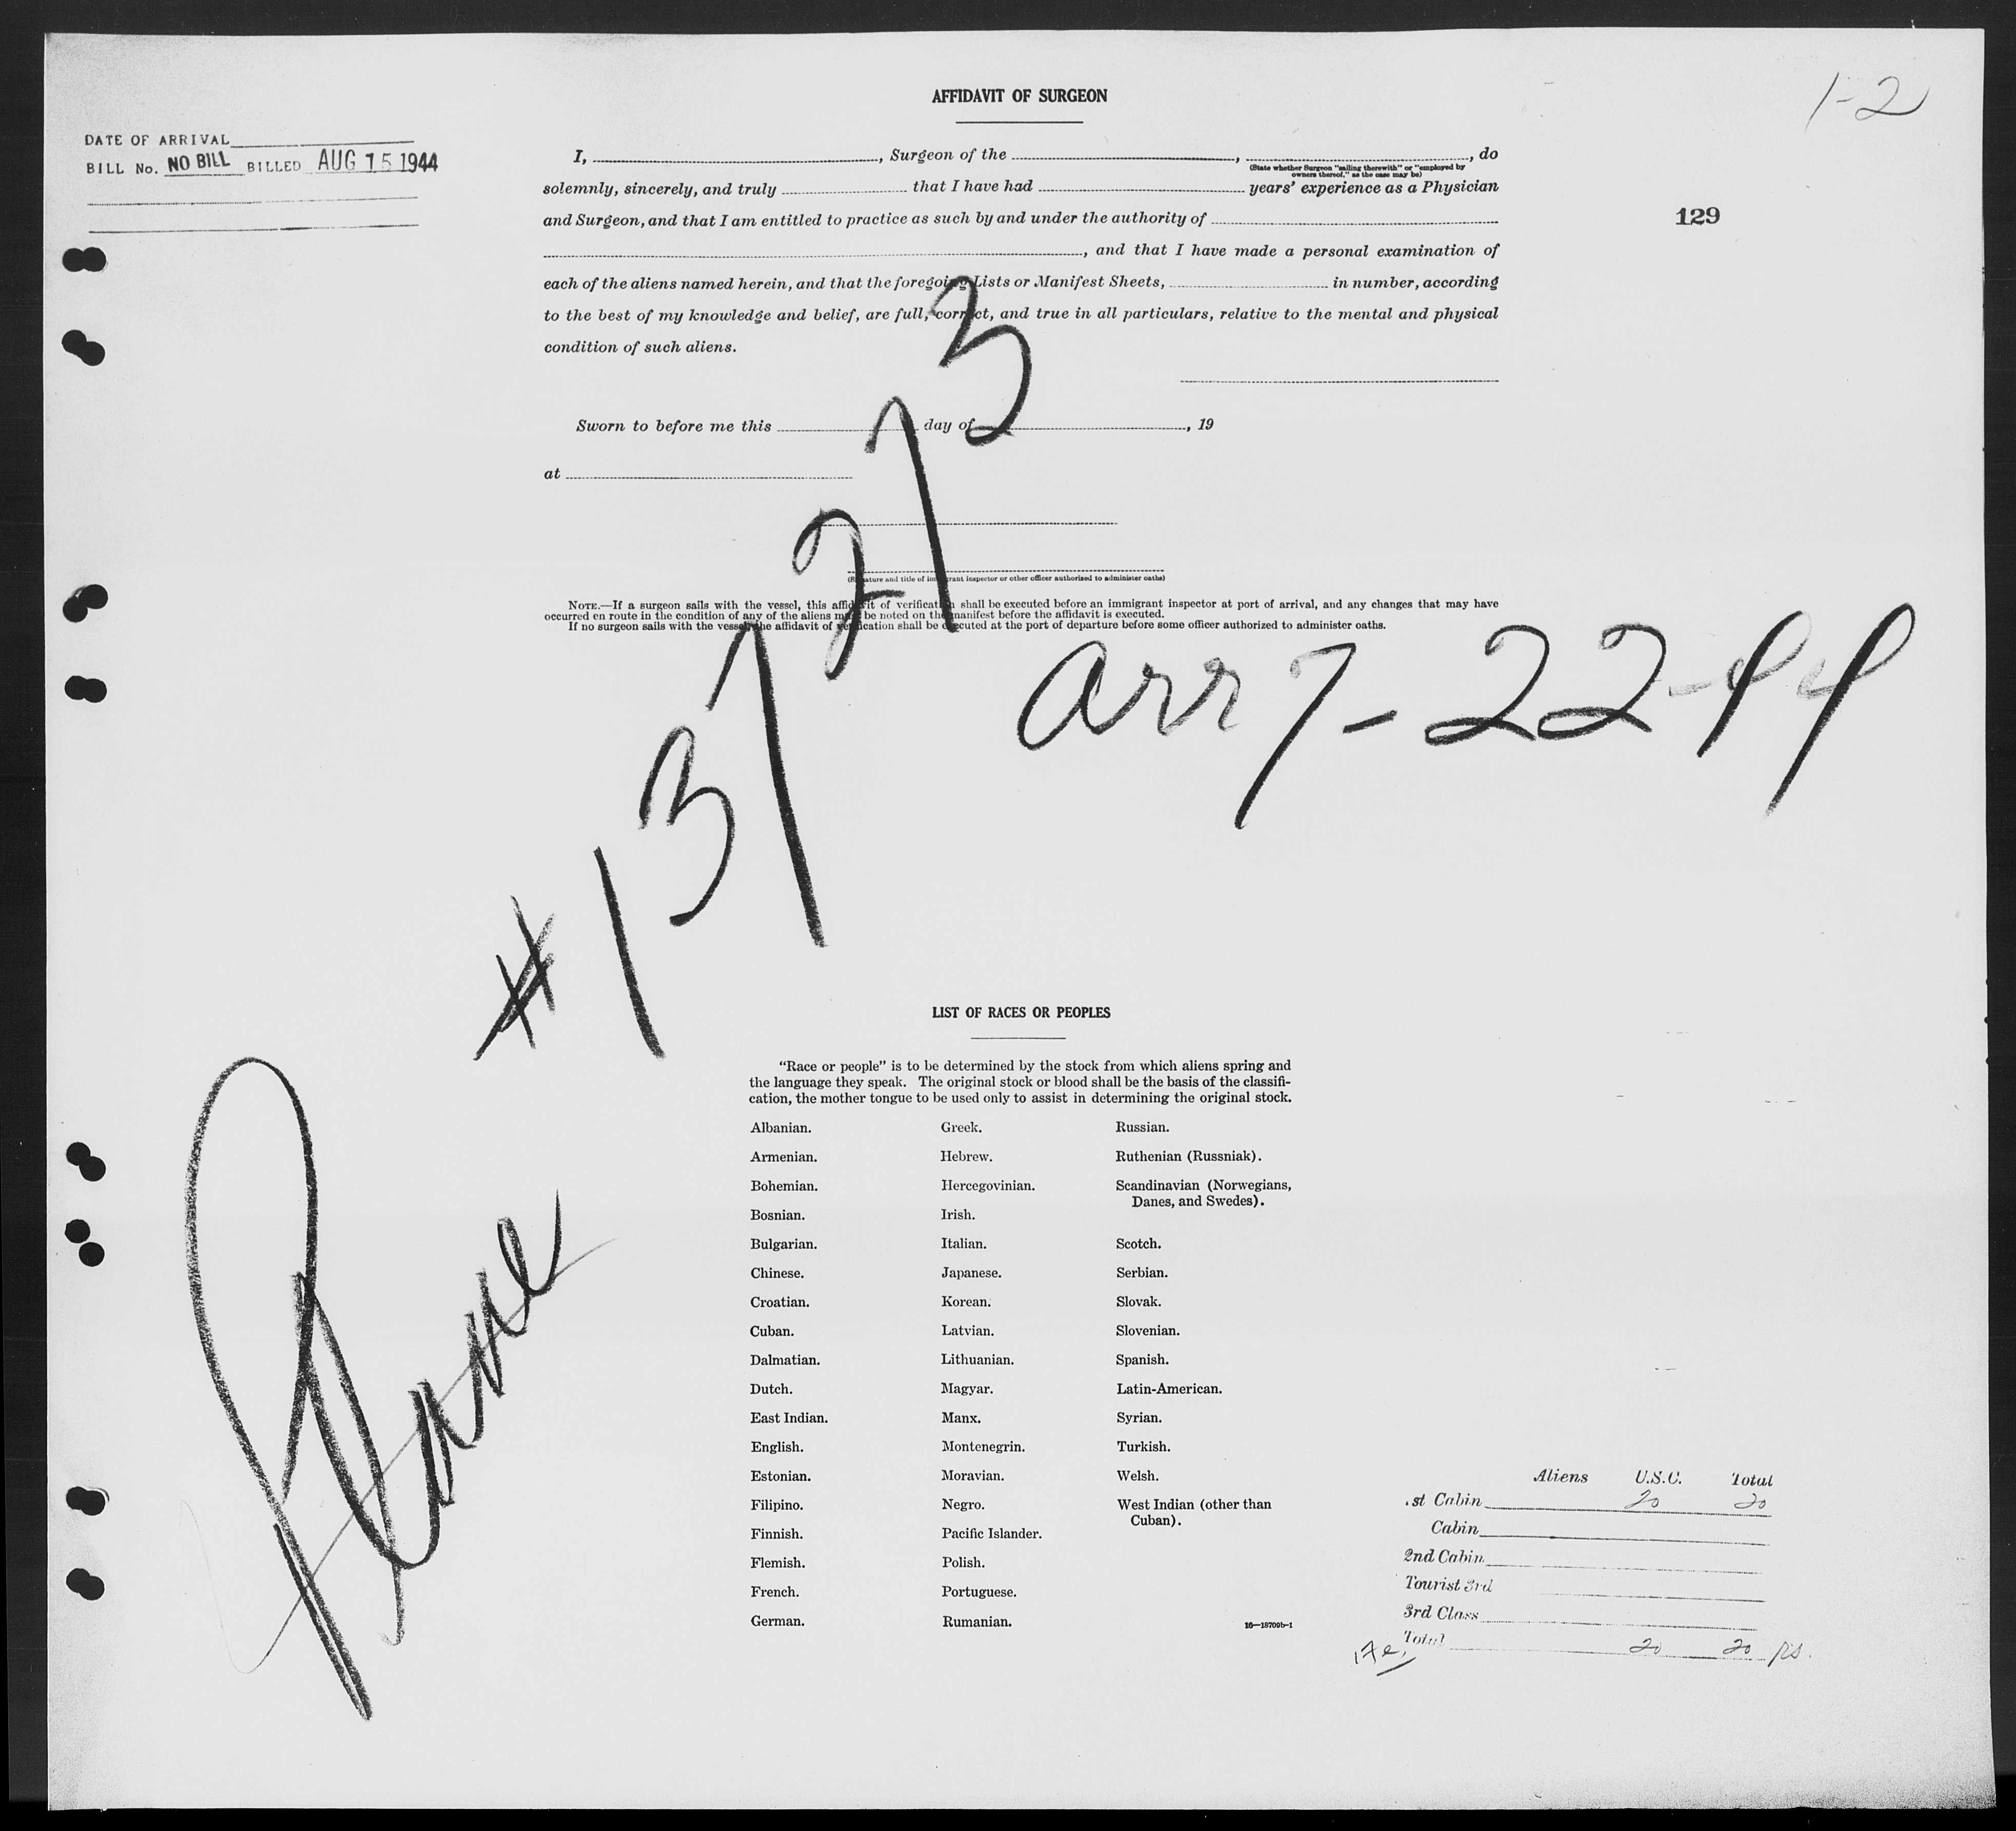 AFFIDAVIT OF SURGEON
1-2
DATE OF ARRIVAL
BILL No. NO BILL BILLED AUG 15 1944
129
I, , Surgeon of the , , do
(State whether Surgeon "sailing therewith" or "employed by
owners thereof," as the case may be)
solemnly, sincerely, and truly that I have had years' experience as a Physician
and Surgeon, and that I am entitled to practice as such by and under the authority of
, and that I have made a personal examination of
each of the aliens named herein, and that the foregoing Lists or Manifest Sheets, in number, according
to the best of my knowledge and belief, are full, correct, and true in all particulars, relative to the mental and physical
condition of such aliens.
Sworn to before me this day of , 19
at
(Signature and title of immigrant inspector or other officer authorized to administer oaths)
NOTE.—If a surgeon sails with the vessel, this affidavit of verification shall be executed before an immigrant inspector at port of arrival, and any changes that may have
occurred en route in the condition of any of the aliens must be noted on the manifest before the affidavit is executed.
If no surgeon sails with the vessel, the affidavit of verification shall be executed at the port of departure before some officer authorized to administer oaths.
arr 7-22-44
Plane #137273
LIST OF RACES OR PEOPLES
"Race or people" is to be determined by the stock from which aliens spring and
the language they speak. The original stock or blood shall be the basis of the classifi-
cation, the mother tongue to be used only to assist in determining the original stock.
Albanian.
Armenian.
Bohemian.
Bosnian.
Bulgarian.
Chinese.
Croatian.
Cuban.
Dalmatian.
Dutch.
East Indian.
English.
Estonian.
Filipino.
Finnish.
Flemish.
French.
German.
Greek.
Hebrew.
Hercegovinian.
Irish.
Italian.
Japanese.
Korean.
Latvian.
Lithuanian.
Magyar.
Manx.
Montenegrin.
Moravian.
Negro.
Pacific Islander.
Polish.
Portuguese.
Rumanian.
Russian.
Ruthenian (Russniak).
Scandinavian (Norwegians,
Danes, and Swedes).
Scotch.
Serbian.
Slovak.
Slovenian.
Spanish.
Latin-American.
Syrian.
Turkish.
Welsh.
West Indian (other than
Cuban).
16—18709b-1
Aliens U.S.C. Total
st Cabin 20 20
Cabin
2nd Cabin
Tourist 3rd
3rd Class
Total 20 20